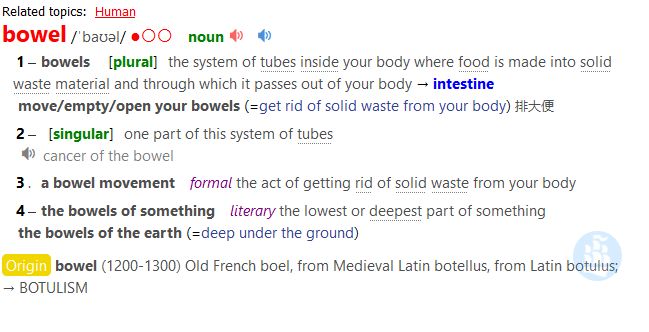 Related topics: Human
bowel /ˈbaʊəl/ ●○○ noun
1 – bowels [plural] the system of tubes inside your body where food is made into solid
waste material and through which it passes out of your body → intestine
move/empty/open your bowels (=get rid of solid waste from your body) 排大便
2 – [singular] one part of this system of tubes
cancer of the bowel
3 . a bowel movement formal the act of getting rid of solid waste from your body
4 – the bowels of something literary the lowest or deepest part of something
the bowels of the earth (=deep under the ground)
Origin bowel (1200-1300) Old French boel, from Medieval Latin botellus, from Latin botulus;
→ BOTULISM